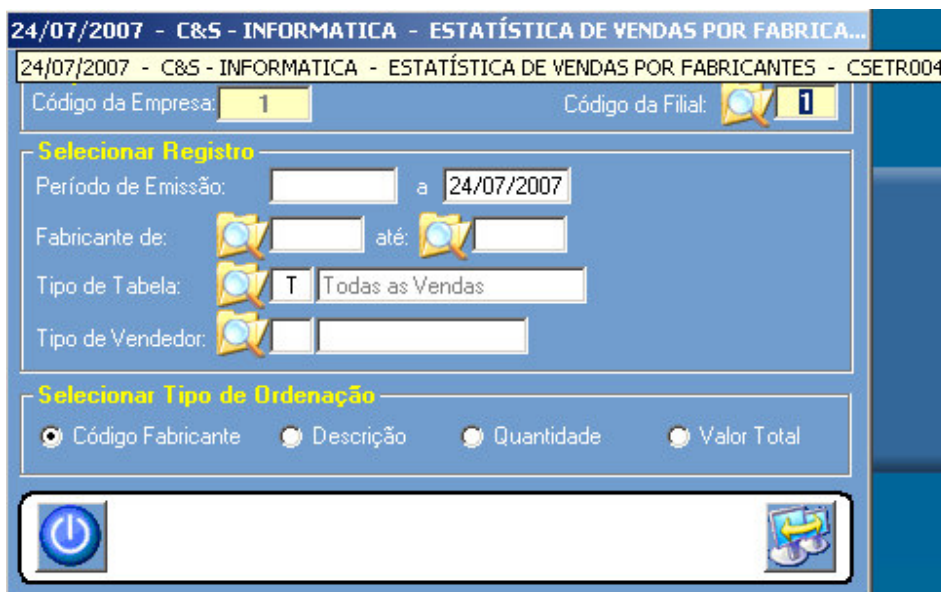 24/07/2007 - C&S - INFORMATICA - ESTATÍSTICA DE VENDAS POR FABRICA...
24/07/2007 - C&S - INFORMATICA - ESTATÍSTICA DE VENDAS POR FABRICANTES - CSETR004
Código da Empresa: 1 Código da Filial: 1
Selecionar Registro
Período de Emissão: a 24/07/2007
Fabricante de: até:
Tipo de Tabela: T Todas as Vendas
Tipo de Vendedor:
Selecionar Tipo de Ordenação
Código Fabricante Descrição Quantidade Valor Total